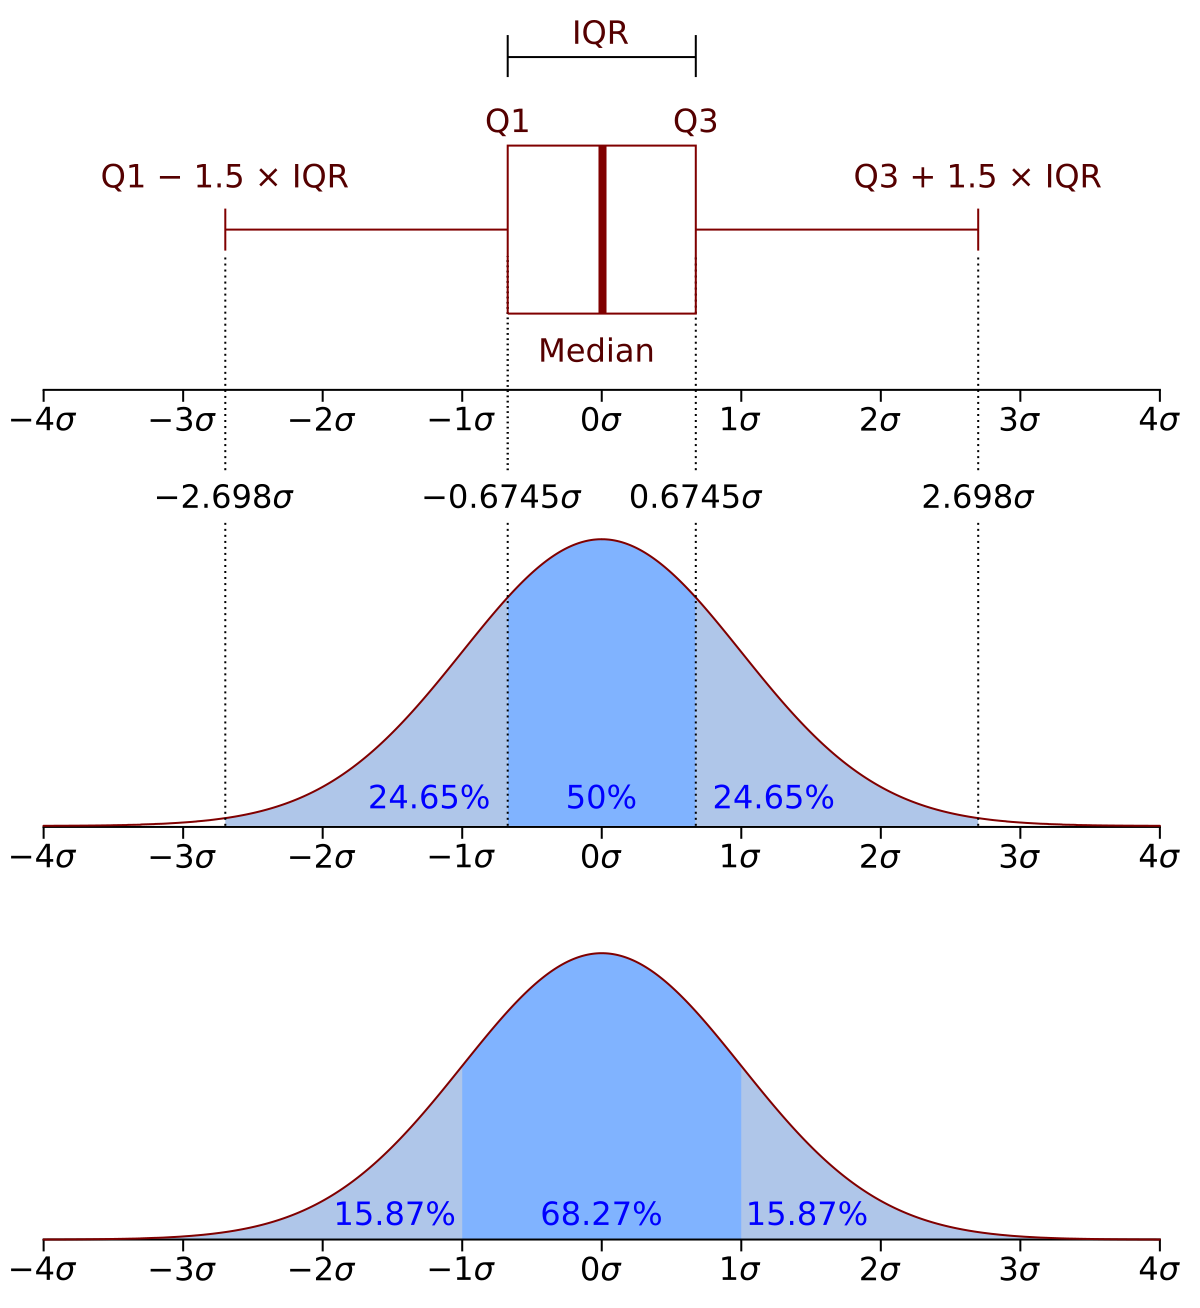 IQR
Q1 Q3
Q1 − 1.5 × IQR Q3 + 1.5 × IQR
Median
−4σ −3σ −2σ −1σ 0σ 1σ 2σ 3σ 4σ
−2.698σ −0.6745σ 0.6745σ 2.698σ
24.65% 50% 24.65%
−4σ −3σ −2σ −1σ 0σ 1σ 2σ 3σ 4σ
15.87% 68.27% 15.87%
−4σ −3σ −2σ −1σ 0σ 1σ 2σ 3σ 4σ